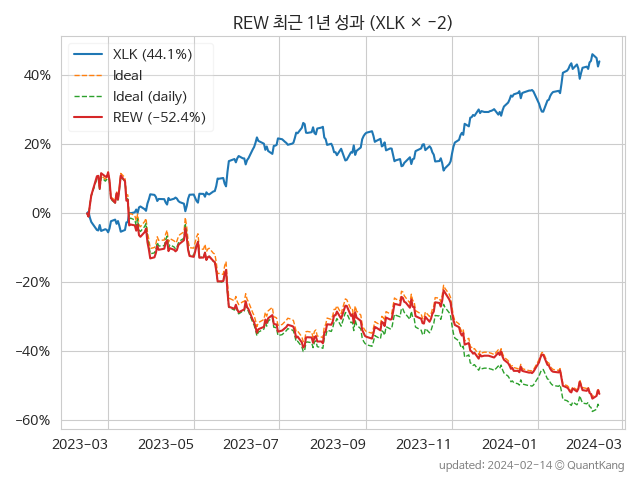 REW 최근 1년 성과 (XLK × −2)
XLK (44.1%)
Ideal
Ideal (daily)
REW (−52.4%)
40%
20%
0%
−20%
−40%
−60%
2023-03 2023-05 2023-07 2023-09 2023-11 2024-01 2024-03
updated: 2024-02-14 © QuantKang